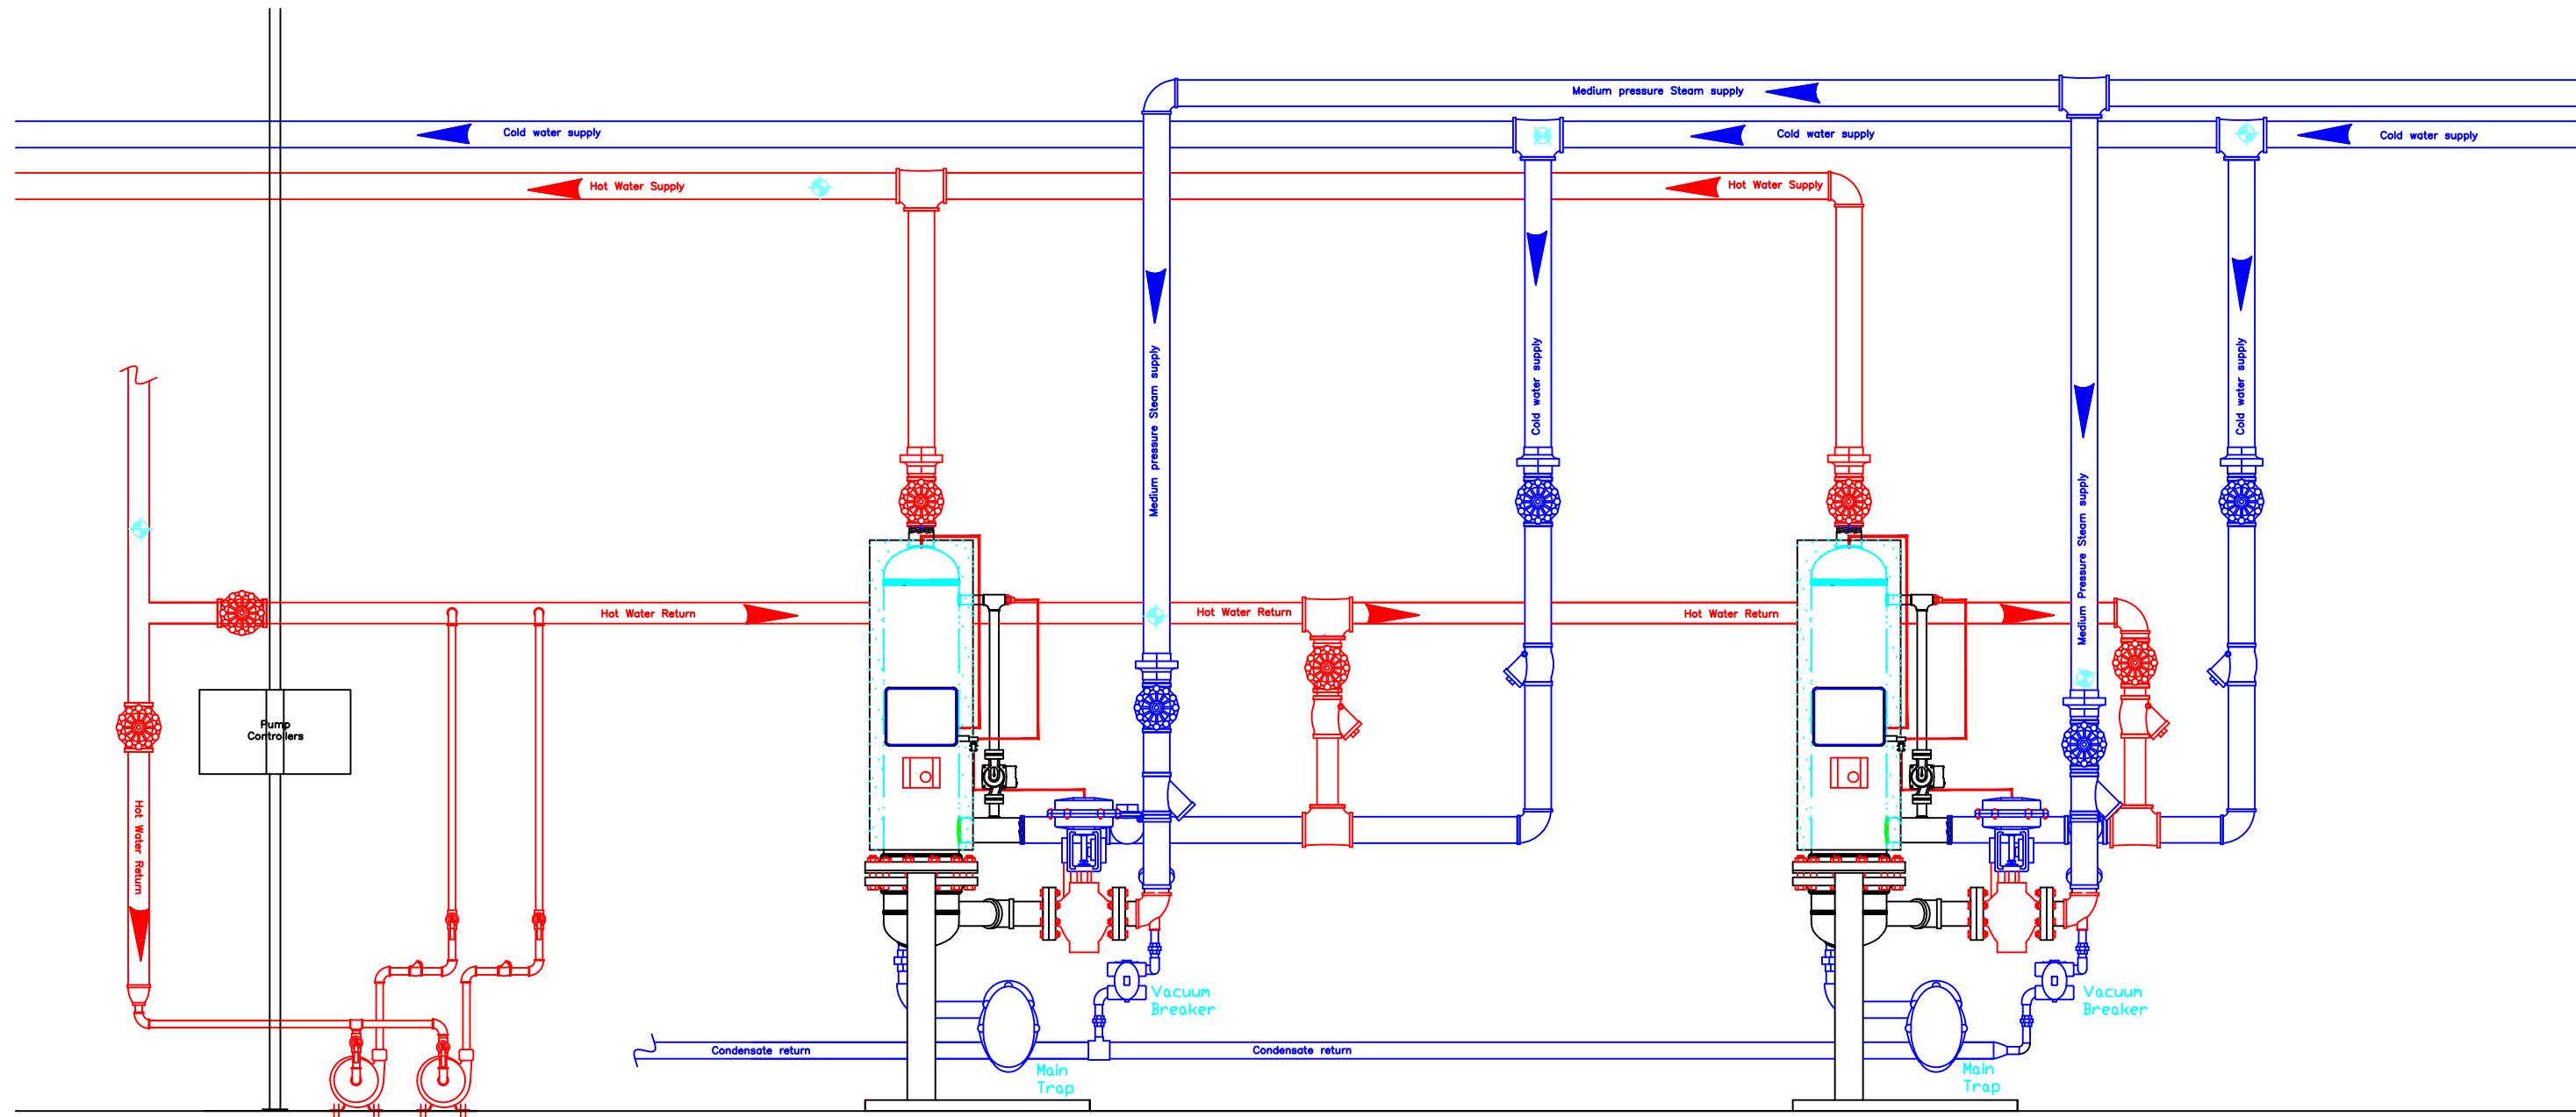 Medium pressure Steam supply
Cold water supply
Cold water supply
Cold water supply
Hot Water Supply
Hot Water Supply
Medium pressure Steam supply
Cold water supply
Medium Pressure Steam supply
Cold water supply
Hot Water Return
Hot Water Return
Hot Water Return
Pump
Controllers
Hot Water Return
Vacuum
Breaker
Vacuum
Breaker
Condensate return
Condensate return
Main
Trap
Main
Trap